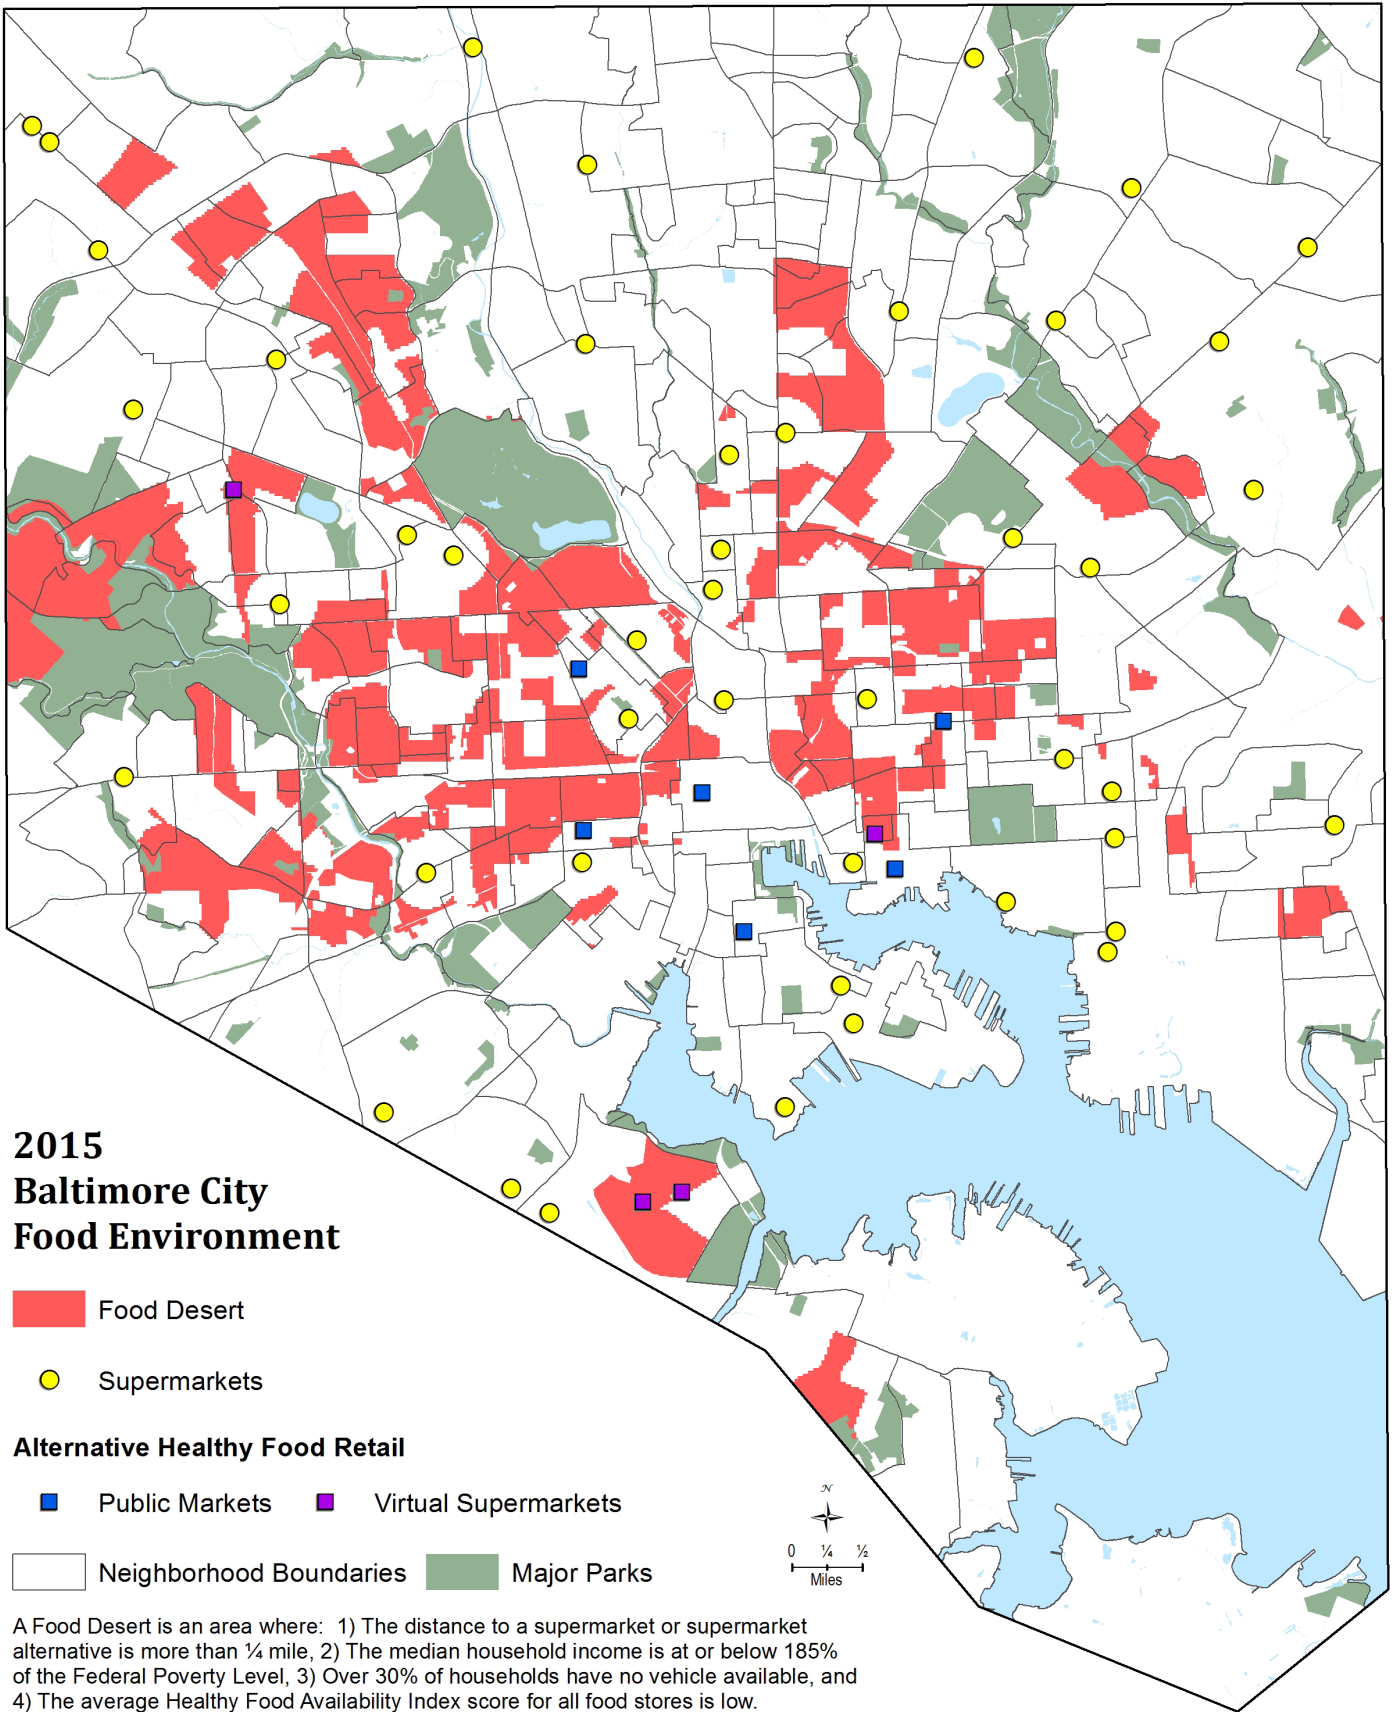 2015
Baltimore City
Food Environment
Food Desert
Supermarkets
Alternative Healthy Food Retail
Public Markets
Virtual Supermarkets
Neighborhood Boundaries
Major Parks
N
0 ¼ ½
Miles
A Food Desert is an area where: 1) The distance to a supermarket or supermarket
alternative is more than ¼ mile, 2) The median household income is at or below 185%
of the Federal Poverty Level, 3) Over 30% of households have no vehicle available, and
4) The average Healthy Food Availability Index score for all food stores is low.